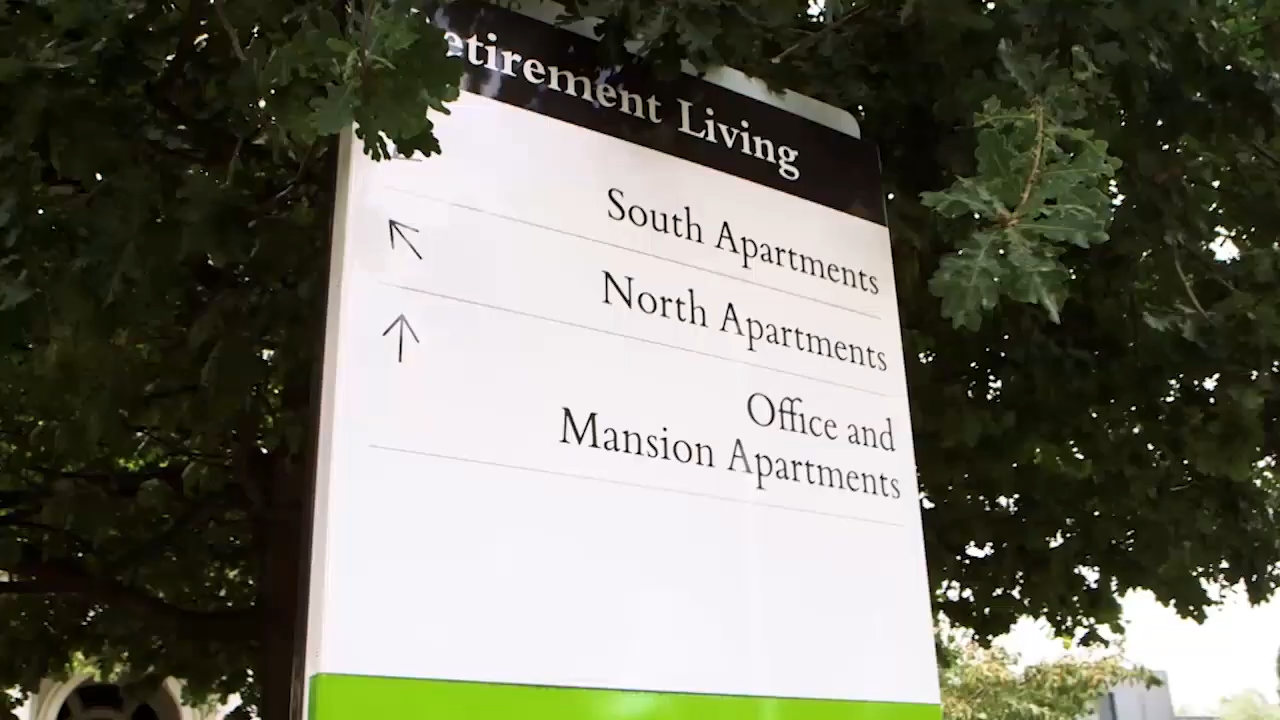 etirement Living
South Apartments
North Apartments
Office and
Mansion Apartments